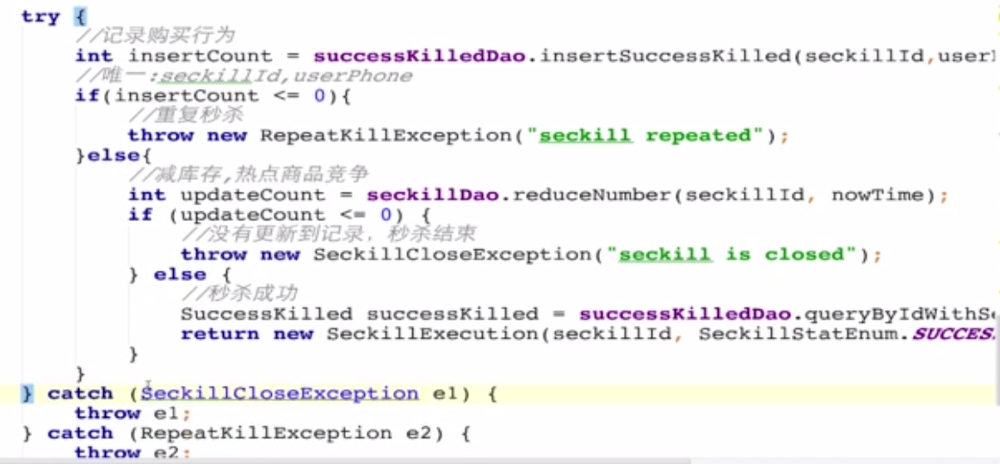 try {
//记录购买行为
int insertCount = successKilledDao.insertSuccessKilled(seckillId,user
//唯一:seckillId,userPhone
if(insertCount <= 0){
//重复秒杀
throw new RepeatKillException("seckill repeated");
}else{
//减库存,热点商品竞争
int updateCount = seckillDao.reduceNumber(seckillId, nowTime);
if (updateCount <= 0) {
//没有更新到记录，秒杀结束
throw new SeckillCloseException("seckill is closed");
} else {
//秒杀成功
SuccessKilled successKilled = successKilledDao.queryByIdWithS
return new SeckillExecution(seckillId, SeckillStatEnum.SUCCES
}
}
} catch (SeckillCloseException e1) {
throw e1;
} catch (RepeatKillException e2) {
throw e2;